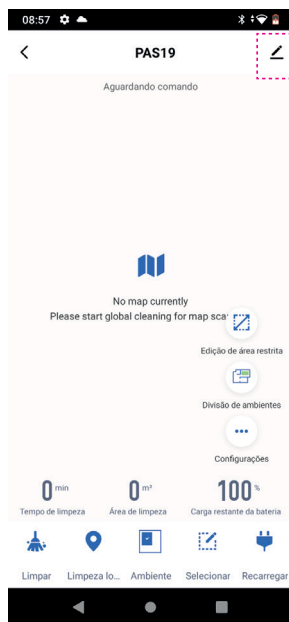 08:57
PAS19
Aguardando comando
No map currently
Please start global cleaning for map sca
Edição de área restrita
Divisão de ambientes
Configurações
0 min 0 m² 100 %
Tempo de limpeza Área de limpeza Carga restante da bateria
Limpar Limpeza lo... Ambiente Selecionar Recarregar